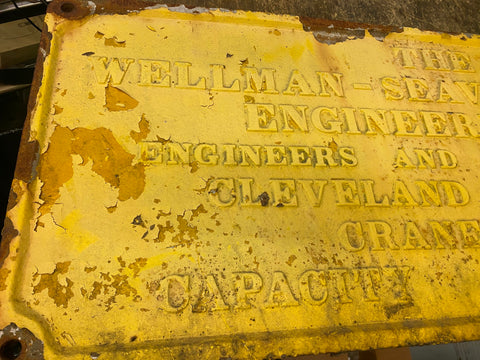 THE
WELLMAN-SEAV
ENGINEER
ENGINEERS AND
CLEVELAND
CRANE
CAPACITY